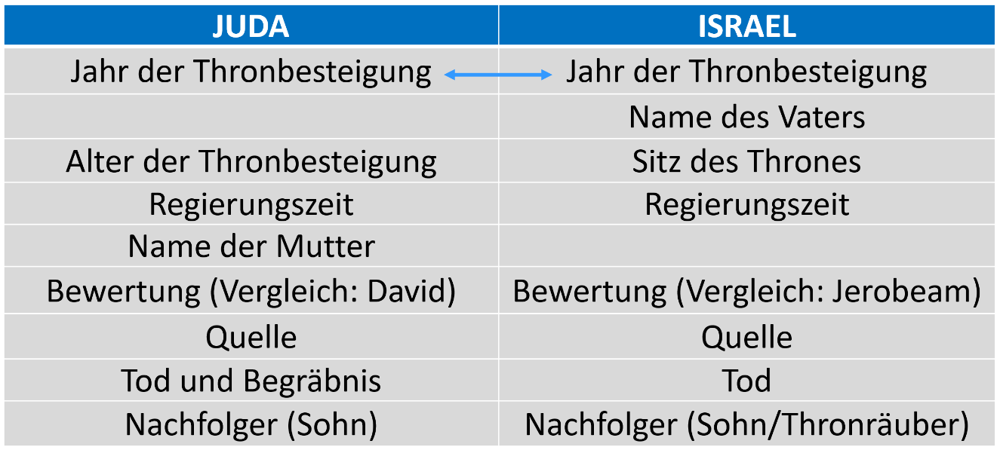 JUDA ISRAEL
Jahr der Thronbesteigung Jahr der Thronbesteigung
Name des Vaters
Alter der Thronbesteigung Sitz des Thrones
Regierungszeit Regierungszeit
Name der Mutter
Bewertung (Vergleich: David) Bewertung (Vergleich: Jerobeam)
Quelle Quelle
Tod und Begräbnis Tod
Nachfolger (Sohn) Nachfolger (Sohn/Thronräuber)